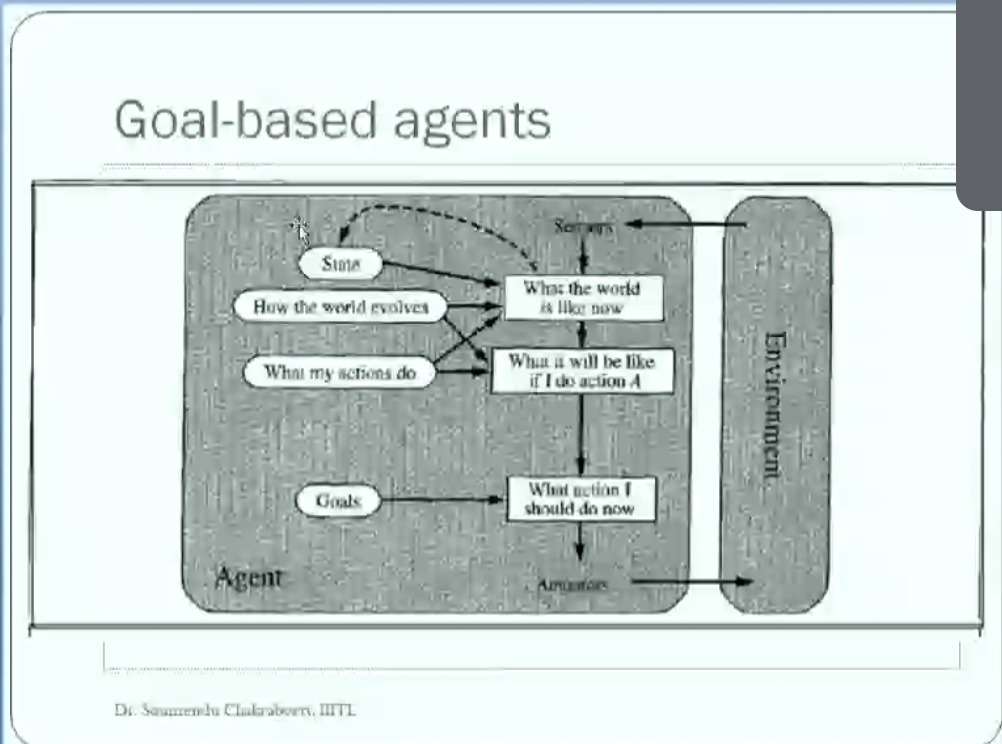 Goal-based agents
Sensors
State
What the world
is like now
How the world evolves
What it will be like
if I do action A
What my actions do
Environment
Goals
What action I
should do now
Agent
Actuators
Dr. Soumendu Chakraborty, IIITL